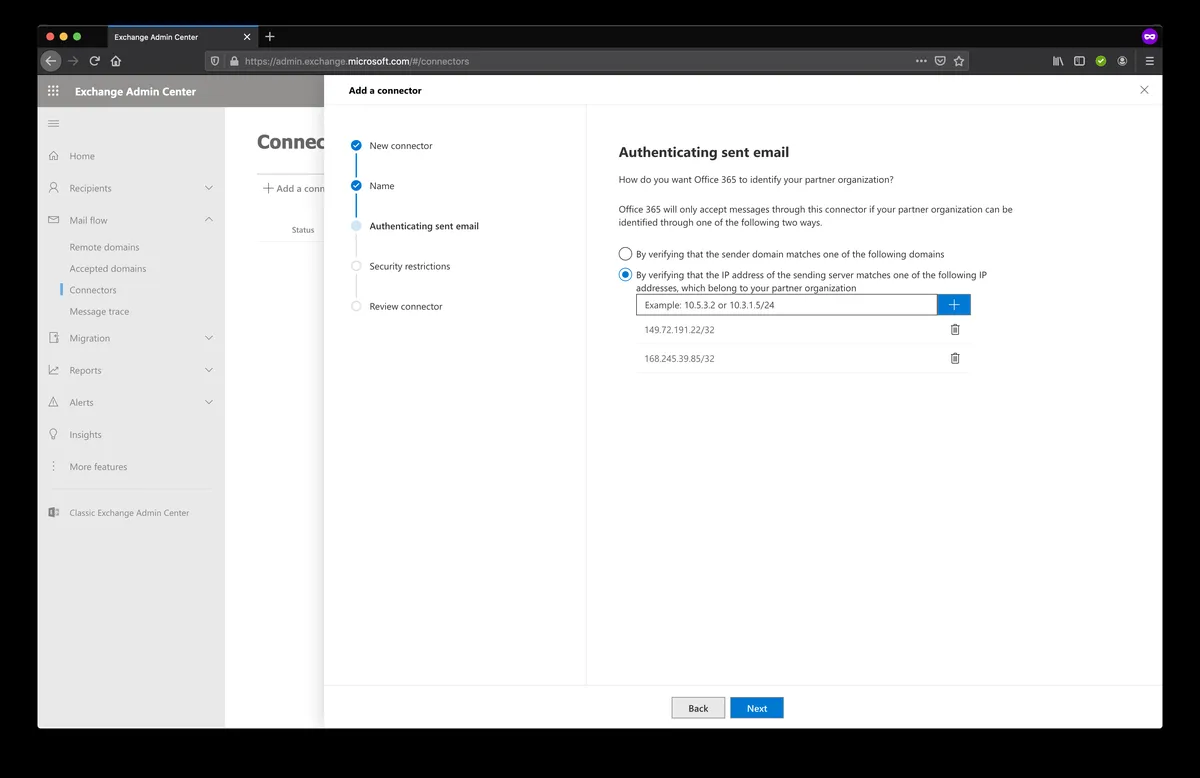 Exchange Admin Center
https://admin.exchange.microsoft.com/#/connectors
Exchange Admin Center
Home
Recipients
Mail flow
Remote domains
Accepted domains
Connectors
Message trace
Migration
Reports
Alerts
Insights
More features
Classic Exchange Admin Center
Connec
Add a conn
Status
Add a connector
New connector
Name
Authenticating sent email
Security restrictions
Review connector
Authenticating sent email
How do you want Office 365 to identify your partner organization?
Office 365 will only accept messages through this connector if your partner organization can be
identified through one of the following two ways.
By verifying that the sender domain matches one of the following domains
By verifying that the IP address of the sending server matches one of the following IP
addresses, which belong to your partner organization
Example: 10.5.3.2 or 10.3.1.5/24
149.72.191.22/32
168.245.39.85/32
Back
Next